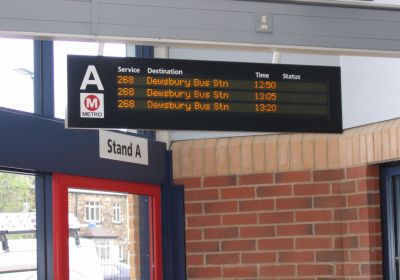 A
M
METRO
Service Destination Time Status
268 Dewsbury Bus Stn 12:50
268 Dewsbury Bus Stn 13:05
268 Dewsbury Bus Stn 13:20
Stand A